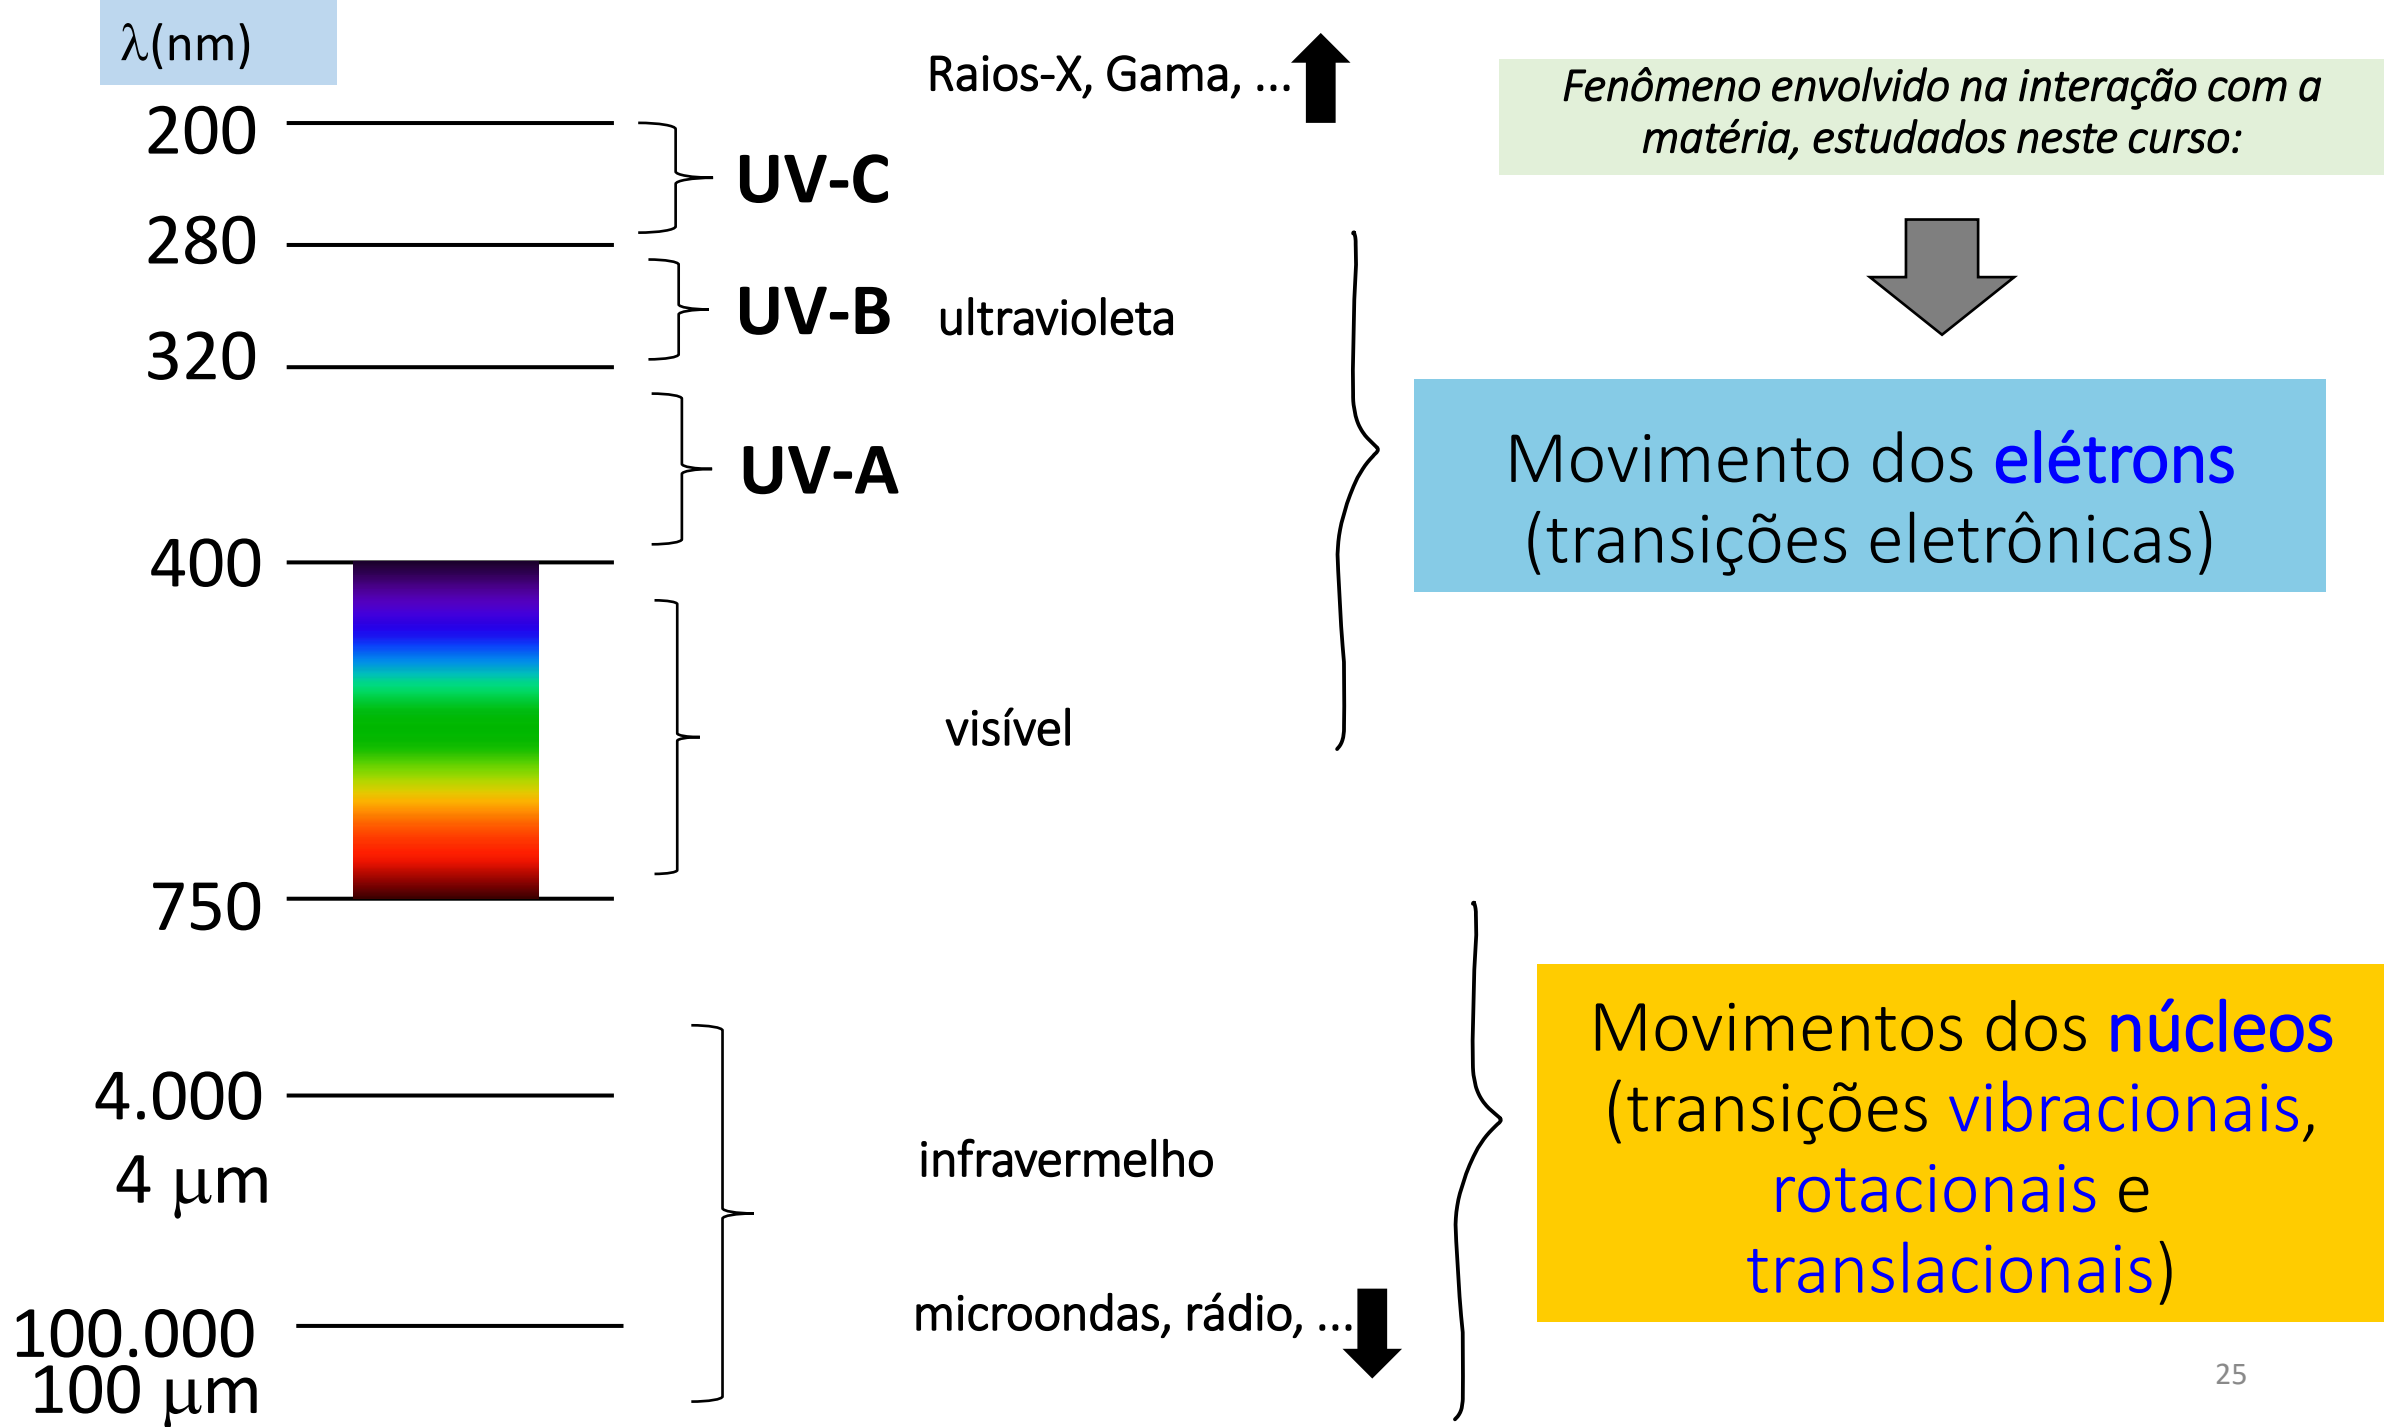 λ(nm)
200
280
320
400
750
4.000
4 μm
100.000
100 μm
UV-C
UV-B
UV-A
Raios-X, Gama, ...
ultravioleta
visível
infravermelho
microondas, rádio, ...
Fenômeno envolvido na interação com a
matéria, estudados neste curso:
Movimento dos elétrons
(transições eletrônicas)
Movimentos dos núcleos
(transições vibracionais,
rotacionais e
translacionais)
25